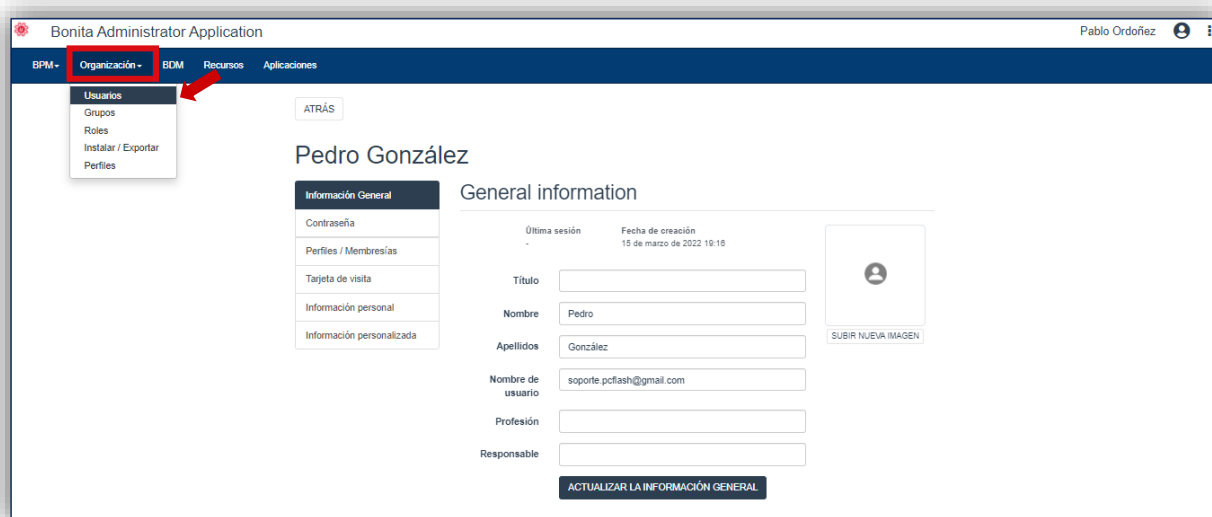 Bonita Administrator Application
Pablo Ordoñez
BPM
Organización
BDM
Recursos
Aplicaciones
Usuarios
Grupos
Roles
Instalar / Exportar
Perfiles
ATRÁS
Pedro González
Información General
Contraseña
Perfiles / Membresías
Tarjeta de visita
Información personal
Información personalizada
General information
Última sesión
-
Fecha de creación
15 de marzo de 2022 19:16
Título
Nombre
Pedro
Apellidos
González
Nombre de
usuario
soporte.pcflash@gmail.com
Profesión
Responsable
SUBIR NUEVA IMAGEN
ACTUALIZAR LA INFORMACIÓN GENERAL